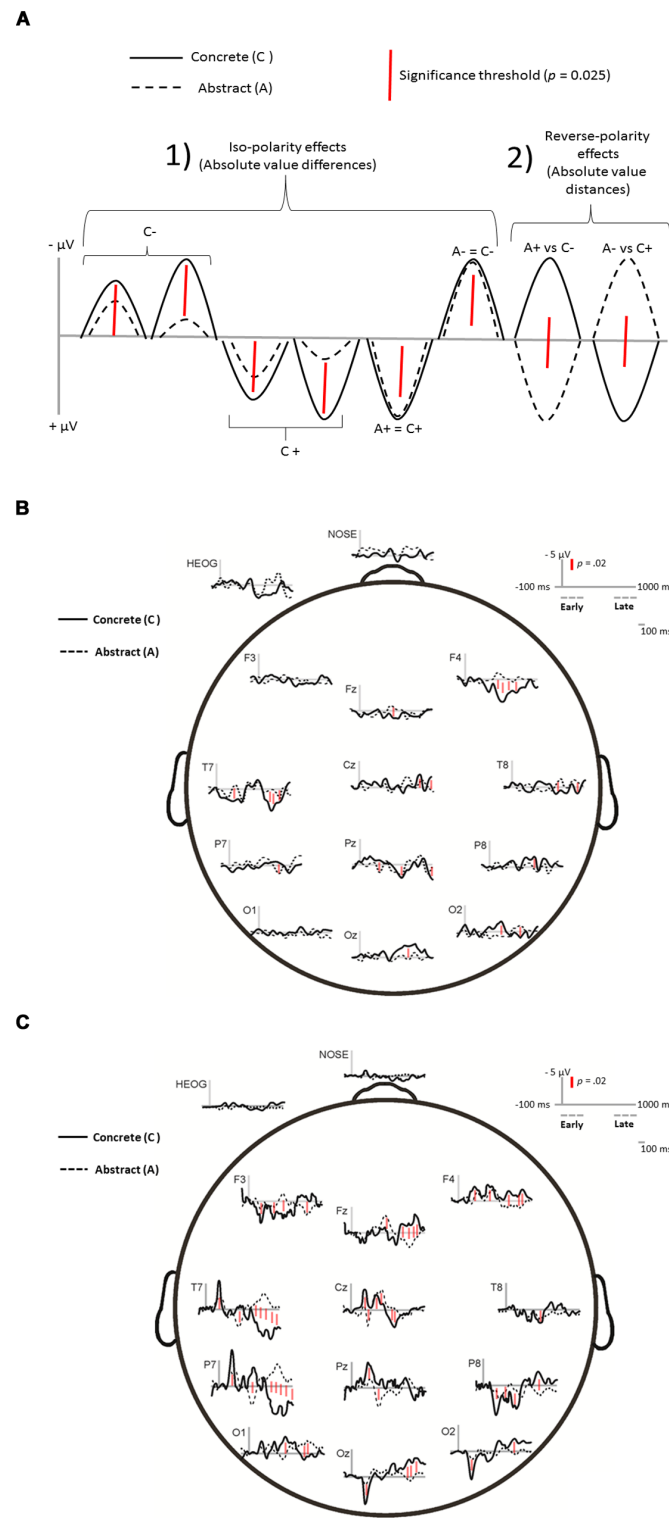 A
Concrete (C )
Abstract (A)
Significance threshold (p = 0.025)
1)
Iso-polarity effects
(Absolute value differences)
2)
Reverse-polarity
effects
(Absolute value
distances)
C-
- μV
A- = C-
A+ vs C-
A- vs C+
+ μV
A+ = C+
C +
B
NOSE
HEOG
- 5 μV
p = .02
-100 ms
1000 m
Early
Late
100 ms
Concrete (C)
Abstract (A)
F3
F4
Fz
T7
Cz
T8
P7
Pz
P8
O1
O2
Oz
C
NOSE
HEOG
- 5 μV
p = .02
-100 ms
1000 m
Early
Late
100 ms
Concrete (C)
Abstract (A)
F3
F4
Fz
T7
Cz
T8
P7
Pz
P8
O1
O2
Oz